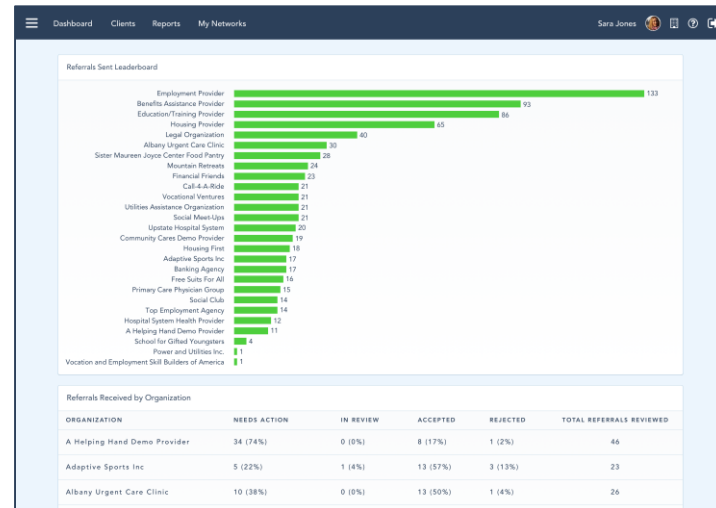 Dashboard Clients Reports My Networks Sara Jones
Referrals Sent Leaderboard
Employment Provider 133
Benefits Assistance Provider 93
Education/Training Provider 86
Housing Provider 65
Legal Organization 40
Albany Urgent Care Clinic 30
Sister Maureen Joyce Center Food Pantry 28
Mountain Retreats 24
Financial Friends 23
Call-4-A-Ride 21
Vocational Ventures 21
Utilities Assistance Organization 21
Social Meet-Ups 21
Upstate Hospital System 20
Community Cares Demo Provider 19
Housing First 18
Adaptive Sports Inc 17
Banking Agency 17
Free Suits For All 16
Primary Care Physician Group 15
Social Club 14
Top Employment Agency 14
Hospital System Health Provider 12
A Helping Hand Demo Provider 11
School for Gifted Youngsters 4
Power and Utilities Inc. 1
Vocation and Employment Skill Builders of America 1
Referrals Received by Organization
ORGANIZATION NEEDS ACTION IN REVIEW ACCEPTED REJECTED TOTAL REFERRALS REVIEWED
A Helping Hand Demo Provider 34 (74%) 0 (0%) 8 (17%) 1 (2%) 46
Adaptive Sports Inc 5 (22%) 1 (4%) 13 (57%) 3 (13%) 23
Albany Urgent Care Clinic 10 (38%) 0 (0%) 13 (50%) 1 (4%) 26